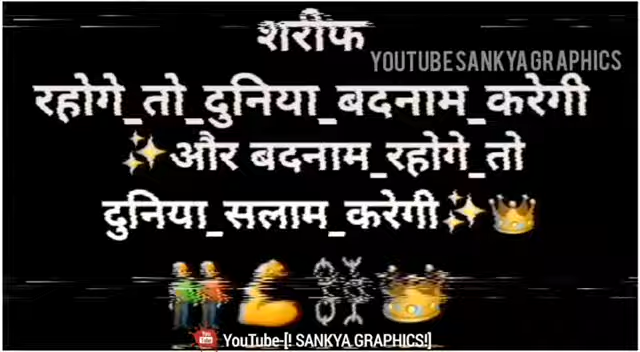 शरीफ
YOUTUBE SANKYA GRAPHICS
रहोगे_तो_दुनिया_बदनाम_करेगी
✨और बदनाम_रहोगे_तो
दुनिया_सलाम_करेगी✨👑
YouTube-[! SANKYA GRAPHICS!]